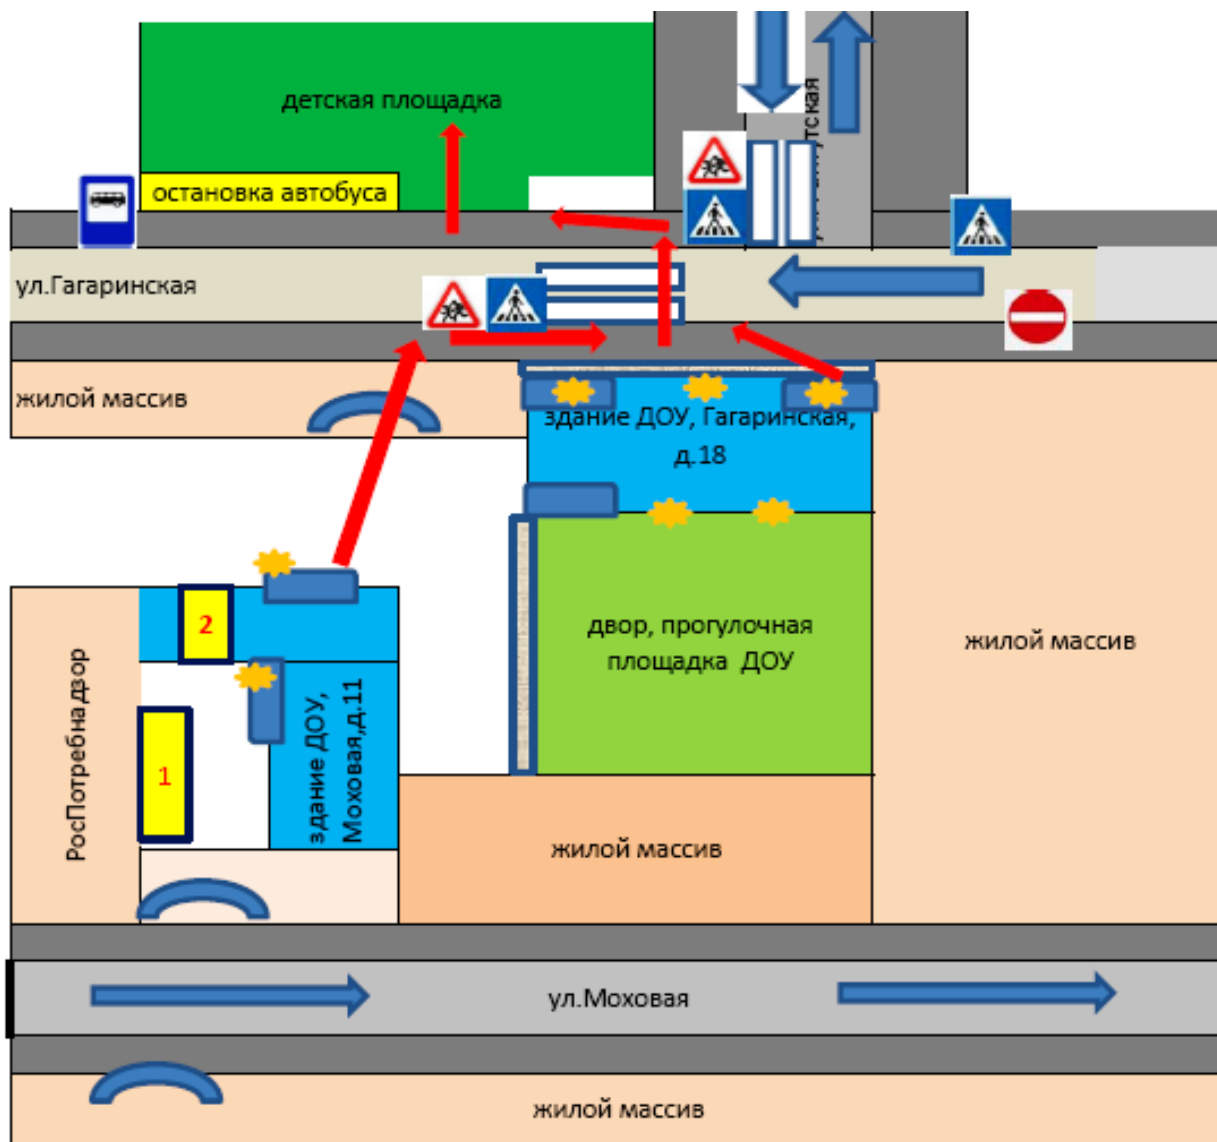 детская площадка
остановка автобуса
ул.Гагаринская
жилой массив
здание ДОУ, Гагаринская,
д.18
2
двор, прогулочная
площадка ДОУ
жилой массив
РосПотребнадзор
1
здание ДОУ,
Моховая,д.11
жилой массив
ул.Моховая
жилой массив